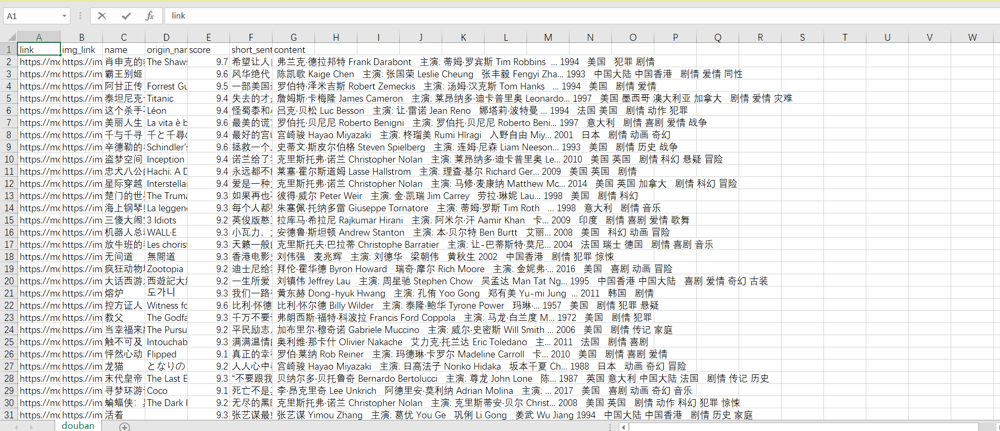 A1 link
A B C D E F G H I J K L M N O P Q R S T U V W
1 link img_link name origin_nar score short_sent content
2 https://mo https://im 肖申克的 The Shaws 9.7 希望让人 弗兰克·德拉邦特 Frank Darabont 主演: 蒂姆·罗宾斯 Tim Robbins ... 1994 美国 犯罪 剧情
3 https://mo https://im 霸王别姬 9.6 风华绝代 陈凯歌 Kaige Chen 主演: 张国荣 Leslie Cheung 张丰毅 Fengyi Zha... 1993 中国大陆 中国香港 剧情 爱情 同性
4 https://mo https://im 阿甘正传 Forrest Gu 9.5 一部美国 罗伯特·泽米吉斯 Robert Zemeckis 主演: 汤姆·汉克斯 Tom Hanks ... 1994 美国 剧情 爱情
5 https://mo https://im 泰坦尼克 Titanic 9.4 失去的才 詹姆斯·卡梅隆 James Cameron 主演: 莱昂纳多·迪卡普里奥 Leonardo... 1997 美国 墨西哥 澳大利亚 加拿大 剧情 爱情 灾难
6 https://mo https://im 这个杀手 Léon 9.4 怪蜀黍和 吕克·贝松 Luc Besson 主演: 让·雷诺 Jean Reno 娜塔莉·波特曼 ... 1994 法国 美国 剧情 动作 犯罪
7 https://mo https://im 美丽人生 La vita è b 9.6 最美的谎 罗伯托·贝尼尼 Roberto Benigni 主演: 罗伯托·贝尼尼 Roberto Beni... 1997 意大利 剧情 喜剧 爱情 战争
8 https://mo https://im 千与千寻 千と千尋の 9.4 最好的宫 宫崎骏 Hayao Miyazaki 主演: 柊瑠美 Rumi Hîragi 入野自由 Miy... 2001 日本 剧情 动画 奇幻
9 https://mo https://im 辛德勒的 Schindler's 9.6 拯救一个 史蒂文·斯皮尔伯格 Steven Spielberg 主演: 连姆·尼森 Liam Neeson... 1993 美国 剧情 历史 战争
10 https://mo https://im 盗梦空间 Inception 9.4 诺兰给了 克里斯托弗·诺兰 Christopher Nolan 主演: 莱昂纳多·迪卡普里奥 Le... 2010 美国 英国 剧情 科幻 悬疑 冒险
11 https://mo https://im 忠犬八公 Hachi: A D 9.4 永远都不 莱塞·霍尔斯道姆 Lasse Hallström 主演: 理查·基尔 Richard Ger... 2009 美国 英国 剧情
12 https://mo https://im 星际穿越 Interstella 9.4 爱是一种 克里斯托弗·诺兰 Christopher Nolan 主演: 马修·麦康纳 Matthew Mc... 2014 美国 英国 加拿大 剧情 科幻 冒险
13 https://mo https://im 楚门的世 The Truma 9.3 如果再也 彼得·威尔 Peter Weir 主演: 金·凯瑞 Jim Carrey 劳拉·琳妮 Lau... 1998 美国 剧情 科幻
14 https://mo https://im 海上钢琴 La leggen 9.3 每个人都 朱塞佩·托纳多雷 Giuseppe Tornatore 主演: 蒂姆·罗斯 Tim Roth ... 1998 意大利 剧情 音乐
15 https://mo https://im 三傻大闹 3 Idiots 9.2 英俊版憨 拉库马·希拉尼 Rajkumar Hirani 主演: 阿米尔·汗 Aamir Khan 卡... 2009 印度 剧情 喜剧 爱情 歌舞
16 https://mo https://im 机器人总 WALL·E 9.3 小瓦力， 安德鲁·斯坦顿 Andrew Stanton 主演: 本·贝尔特 Ben Burtt 艾丽... 2008 美国 科幻 动画 冒险
17 https://mo https://im 放牛班的 Les choris 9.3 天籁一般 克里斯托夫·巴拉蒂 Christophe Barratier 主演: 让-巴蒂斯特·莫尼... 2004 法国 瑞士 德国 剧情 喜剧 音乐
18 https://mo https://im 无间道 無間道 9.3 香港电影 刘伟强 麦兆辉 主演: 刘德华 梁朝伟 黄秋生 2002 中国香港 剧情 犯罪 惊悚
19 https://mo https://im 疯狂动物 Zootopia 9.2 迪士尼给 拜伦·霍华德 Byron Howard 瑞奇·摩尔 Rich Moore 主演: 金妮弗·... 2016 美国 喜剧 动画 冒险
20 https://mo https://im 大话西游 西遊記大 9.2 一生所爱 刘镇伟 Jeffrey Lau 主演: 周星驰 Stephen Chow 吴孟达 Man Tat Ng... 1995 中国香港 中国大陆 喜剧 爱情 奇幻 古装
21 https://mo https://im 熔炉 도가니 9.3 我们一路 黄东赫 Dong-hyuk Hwang 主演: 孔侑 Yoo Gong 郑有美 Yu-mi Jung ... 2011 韩国 剧情
22 https://mo https://im 控方证人 Witness fo 9.6 比利·怀德 比利·怀尔德 Billy Wilder 主演: 泰隆·鲍华 Tyrone Power 玛琳·... 1957 美国 剧情 犯罪 悬疑
23 https://mo https://im 教父 The Godfa 9.3 千万不要 弗朗西斯·福特·科波拉 Francis Ford Coppola 主演: 马龙·白兰度 M... 1972 美国 剧情 犯罪
24 https://mo https://im 当幸福来 The Pursu 9.2 平民励志 加布里尔·穆奇诺 Gabriele Muccino 主演: 威尔·史密斯 Will Smith ... 2006 美国 剧情 传记 家庭
25 https://mo https://im 触不可及 Intouchab 9.3 满满温情 奥利维·那卡什 Olivier Nakache 艾力克·托兰达 Eric Toledano 主... 2011 法国 剧情 喜剧
26 https://mo https://im 怦然心动 Flipped 9.1 真正的幸 罗伯·莱纳 Rob Reiner 主演: 玛德琳·卡罗尔 Madeline Carroll 卡... 2010 美国 剧情 喜剧 爱情
27 https://mo https://im 龙猫 となりの 9.2 人人心中 宫崎骏 Hayao Miyazaki 主演: 日高法子 Noriko Hidaka 坂本千夏 Ch... 1988 日本 动画 奇幻 冒险
28 https://mo https://im 末代皇帝 The Last E 9.3 “不要跟我 贝纳尔多·贝托鲁奇 Bernardo Bertolucci 主演: 尊龙 John Lone 陈... 1987 英国 意大利 中国大陆 法国 剧情 传记 历史
29 https://mo https://im 寻梦环游 Coco 9.1 死亡不是 李·昂克里奇 Lee Unkrich 阿德里安·莫利纳 Adrian Molina 主演: ... 2017 美国 喜剧 动画 奇幻 音乐
30 https://mo https://im 蝙蝠侠： The Dark 9.2 无尽的黑 克里斯托弗·诺兰 Christopher Nolan 主演: 克里斯蒂安·贝尔 Christ... 2008 美国 英国 剧情 动作 科幻 犯罪 惊悚
31 https://mo https://im 活着 9.3 张艺谋最 张艺谋 Yimou Zhang 主演: 葛优 You Ge 巩俐 Li Gong 姜武 Wu Jiang 1994 中国大陆 中国香港 剧情 历史 家庭
douban